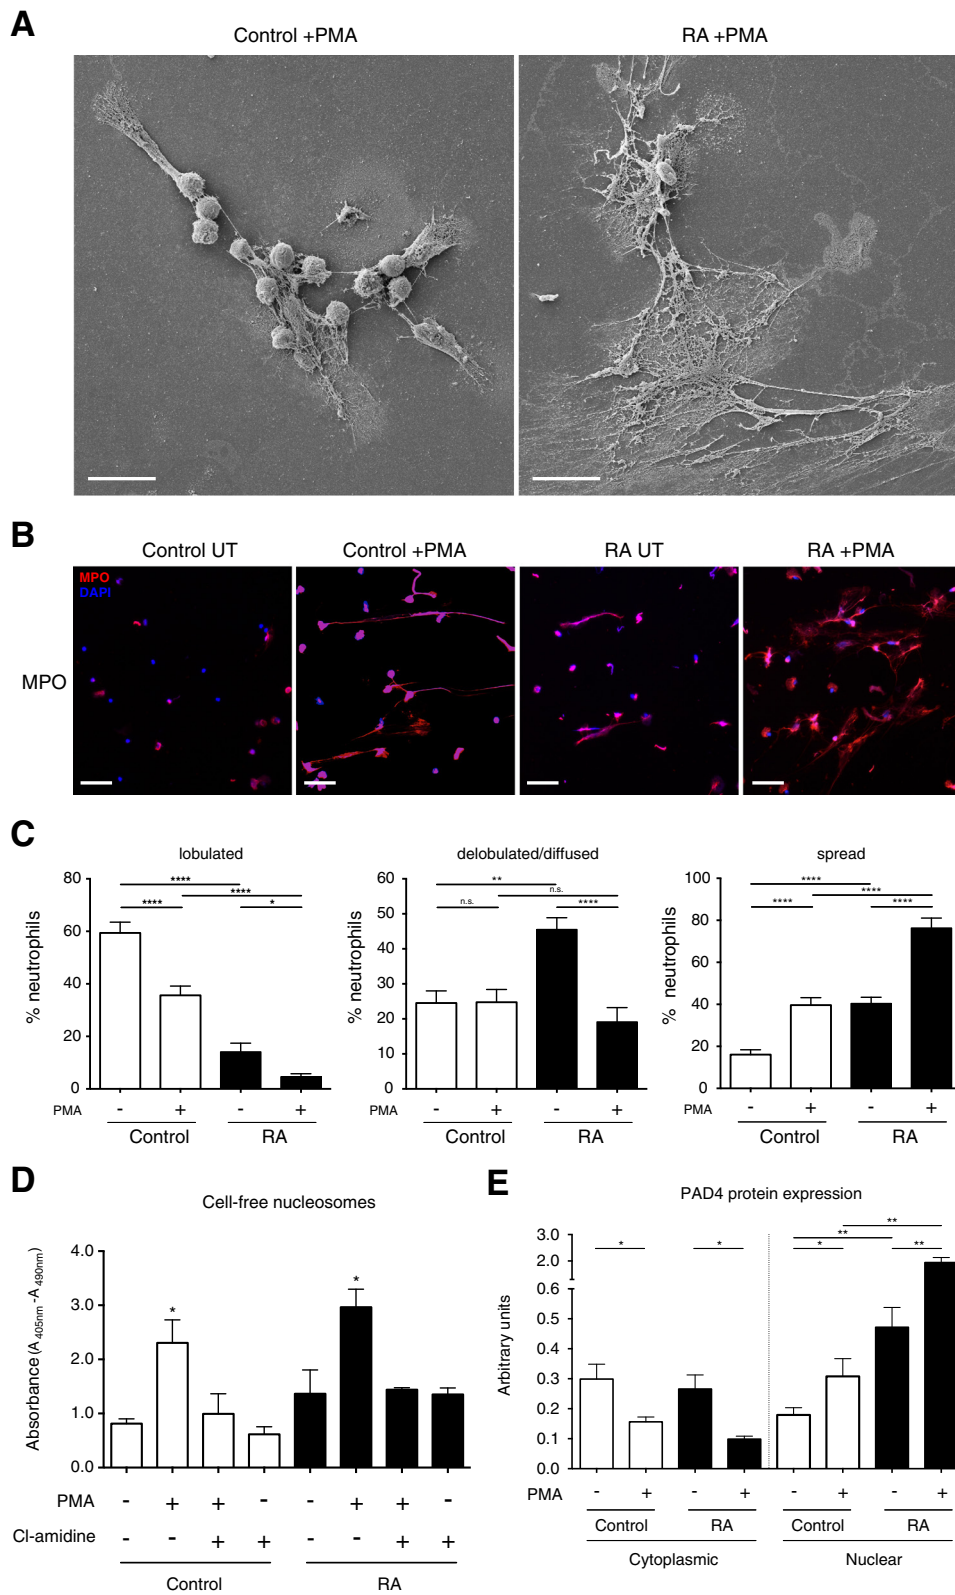 A
Control +PMA
RA +PMA
B
Control UT
Control +PMA
RA UT
RA +PMA
MPO
DAPI
MPO
C
lobulated
% neutrophils
80
60
40
20
0
****
****
****
*
PMA
-
+
-
+
Control
RA
delobulated/diffused
% neutrophils
60
50
40
30
20
10
0
**
n.s.
n.s.
****
PMA
-
+
-
+
Control
RA
spread
% neutrophils
100
80
60
40
20
0
****
****
****
****
PMA
-
+
-
+
Control
RA
D
Cell-free nucleosomes
Absorbance (A405nm -A490nm)
4.0
3.0
2.0
1.0
0.0
*
*
PMA
-
+
+
-
-
+
+
-
Cl-amidine
-
-
+
+
-
-
+
+
Control
RA
E
PAD4 protein expression
Arbitrary units
3.0
2.0
0.6
0.5
0.4
0.3
0.2
0.1
0.0
*
*
**
**
*
**
PMA
-
+
-
+
-
+
-
+
Control
RA
Control
RA
Cytoplasmic
Nuclear